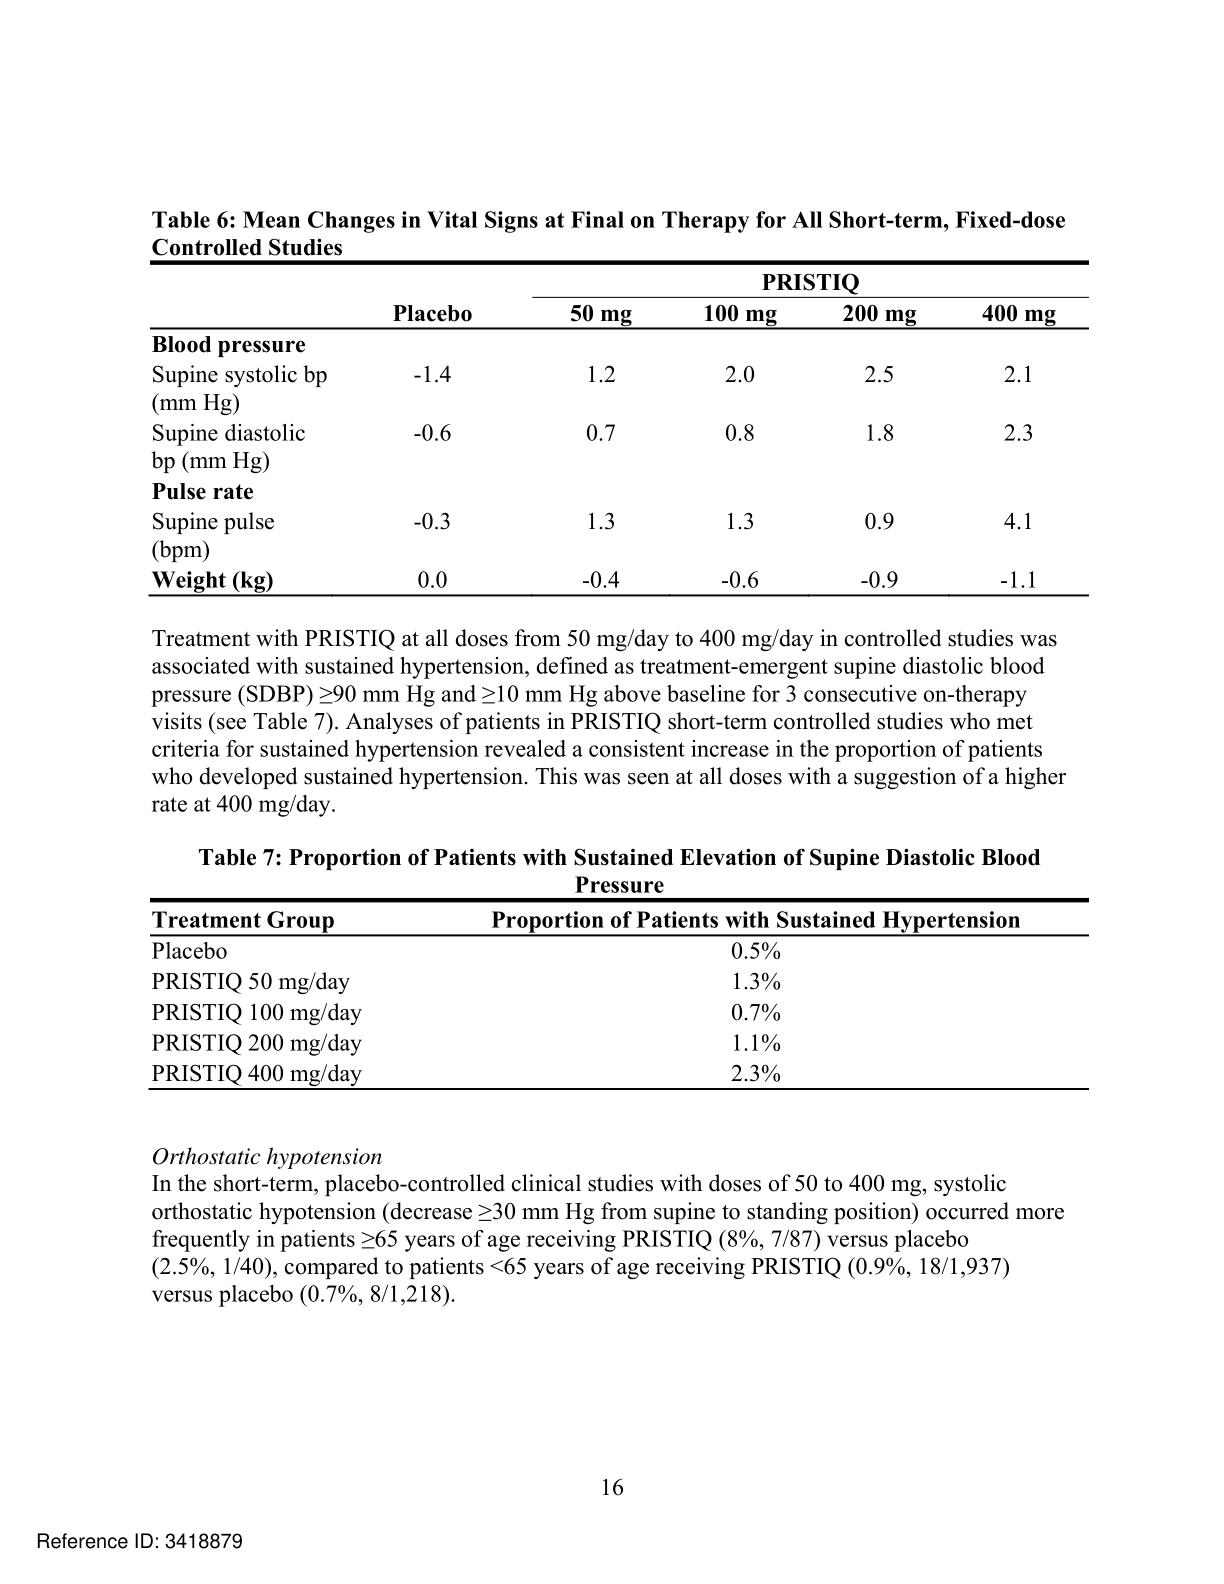 Table 6: Mean Changes in Vital Signs at Final on Therapy for All Short-term, Fixed-dose
Controlled Studies
PRISTIQ
Placebo 50 mg 100 mg 200 mg 400 mg
Blood pressure
Supine systolic bp -1.4 1.2 2.0 2.5 2.1
(mm Hg)
Supine diastolic -0.6 0.7 0.8 1.8 2.3
bp (mm Hg)
Pulse rate
Supine pulse -0.3 1.3 1.3 0.9 4.1
(bpm)
Weight (kg) 0.0 -0.4 -0.6 -0.9 -1.1
Treatment with PRISTIQ at all doses from 50 mg/day to 400 mg/day in controlled studies was
associated with sustained hypertension, defined as treatment-emergent supine diastolic blood
pressure (SDBP) ≥90 mm Hg and ≥10 mm Hg above baseline for 3 consecutive on-therapy
visits (see Table 7). Analyses of patients in PRISTIQ short-term controlled studies who met
criteria for sustained hypertension revealed a consistent increase in the proportion of patients
who developed sustained hypertension. This was seen at all doses with a suggestion of a higher
rate at 400 mg/day.
Table 7: Proportion of Patients with Sustained Elevation of Supine Diastolic Blood
Pressure
Treatment Group Proportion of Patients with Sustained Hypertension
Placebo 0.5%
PRISTIQ 50 mg/day 1.3%
PRISTIQ 100 mg/day 0.7%
PRISTIQ 200 mg/day 1.1%
PRISTIQ 400 mg/day 2.3%
Orthostatic hypotension
In the short-term, placebo-controlled clinical studies with doses of 50 to 400 mg, systolic
orthostatic hypotension (decrease ≥30 mm Hg from supine to standing position) occurred more
frequently in patients ≥65 years of age receiving PRISTIQ (8%, 7/87) versus placebo
(2.5%, 1/40), compared to patients <65 years of age receiving PRISTIQ (0.9%, 18/1,937)
versus placebo (0.7%, 8/1,218).
16
Reference ID: 3418879